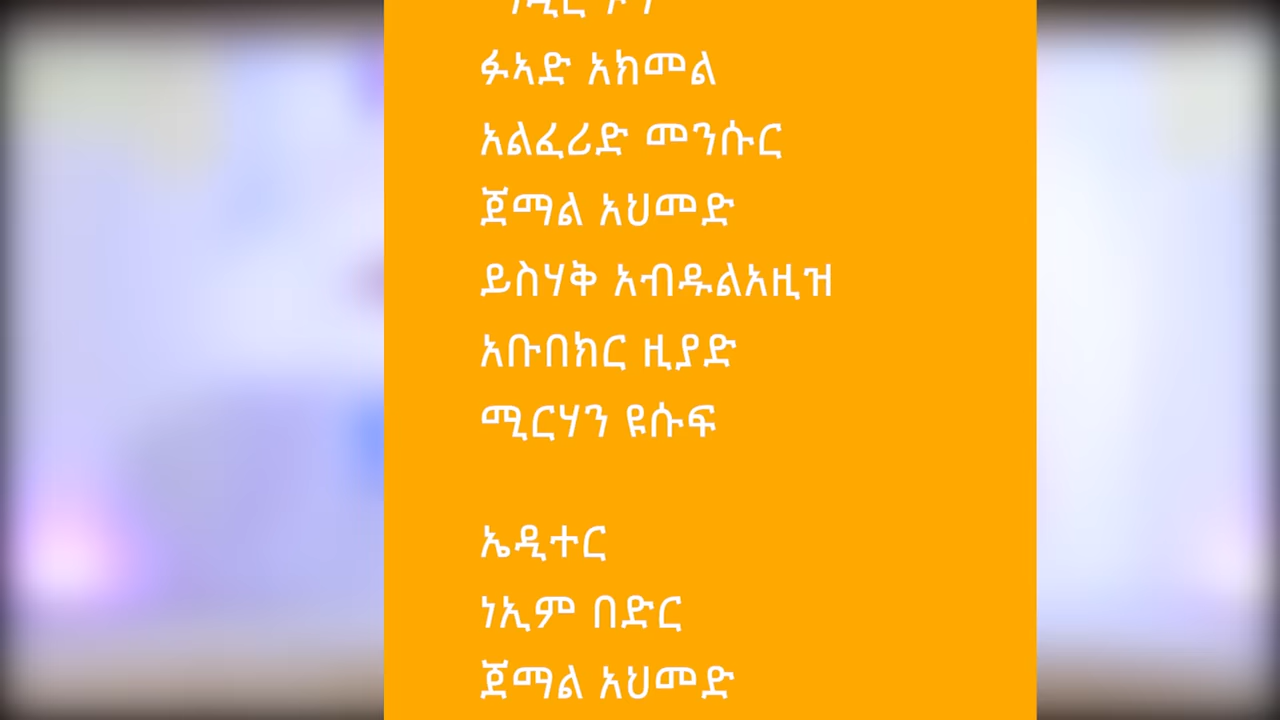 ፉኣድ አክመል
አልፈሪድ መንሱር
ጀማል አህመድ
ይስሃቅ አብዱልአዚዝ
አቡበክር ዚያድ
ሚርሃን ዩሱፍ
ኤዲተር
ነኢም በድር
ጀማል አህመድ